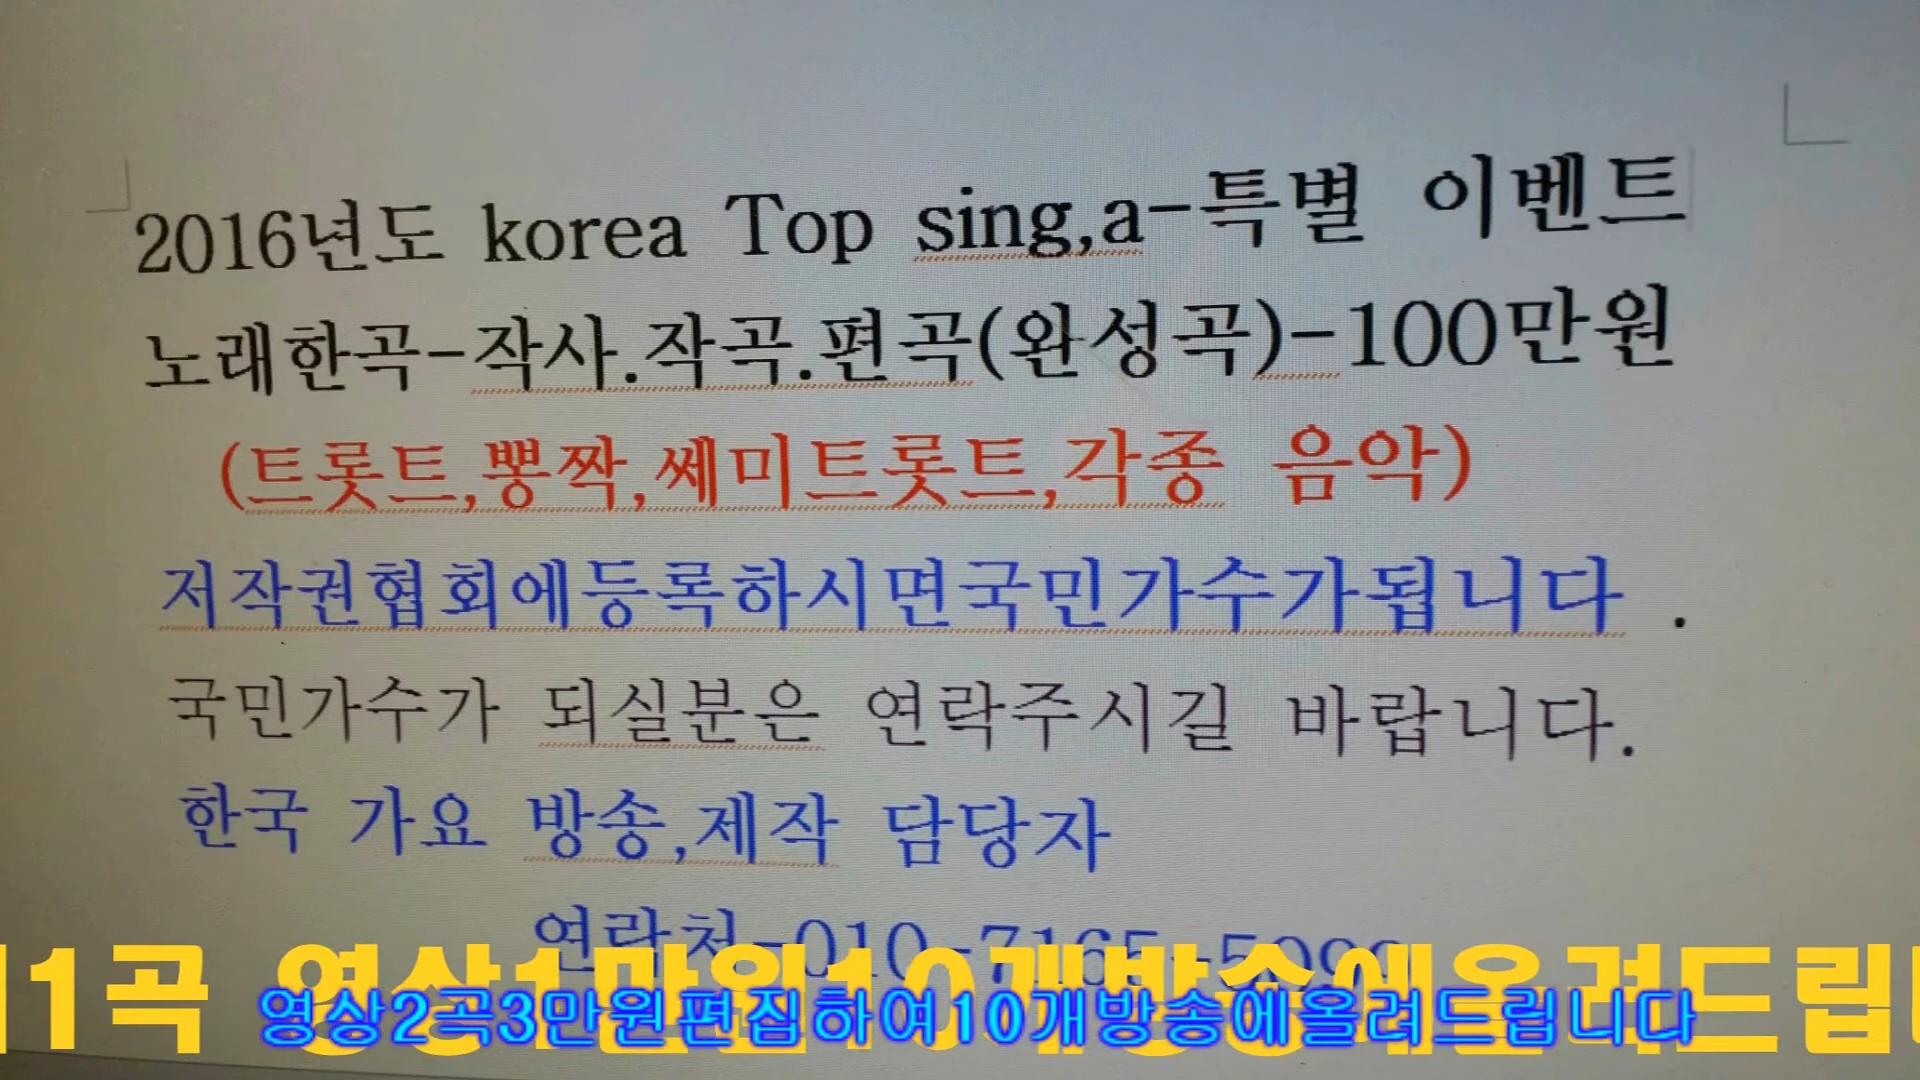 2016년도 korea Top sing,a-특별 이벤트
노래한곡-작사.작곡.편곡(완성곡)-100만원
(트롯트,뽕짝,쎄미트롯트,각종 음악)
저작권협회에등록하시면국민가수가됩니다 .
국민가수가 되실분은 연락주시길 바랍니다.
한국 가요 방송,제작 담당자
연락처-010-7165-5099
1곡 영상1만원10개방송에올려드립
영상2곡3만원편집하여10개방송에올려드립니다